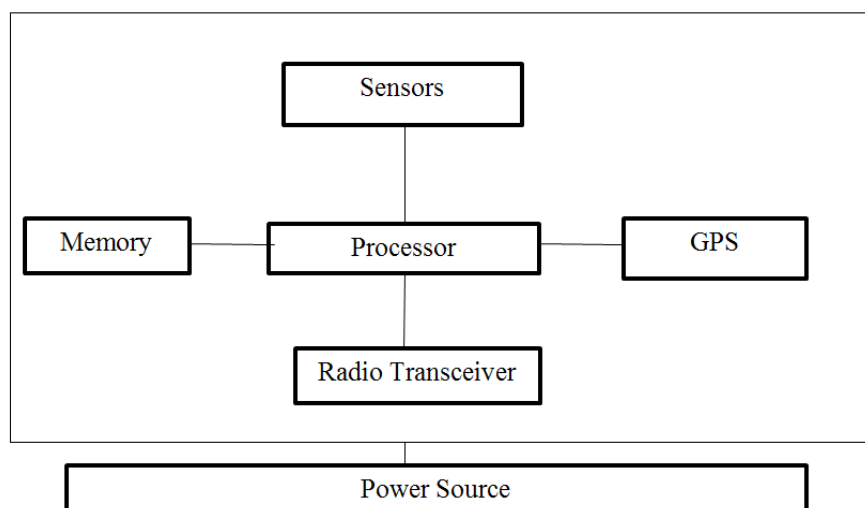 Sensors
Memory
Processor
GPS
Radio Transceiver
Power Source